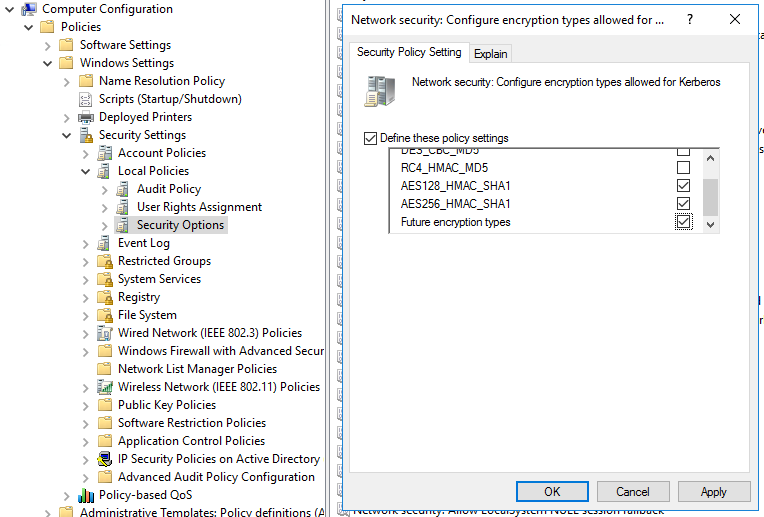 Computer Configuration
Policies
Software Settings
Windows Settings
Name Resolution Policy
Scripts (Startup/Shutdown)
Deployed Printers
Security Settings
Account Policies
Local Policies
Audit Policy
User Rights Assignment
Security Options
Event Log
Restricted Groups
System Services
Registry
File System
Wired Network (IEEE 802.3) Policies
Windows Firewall with Advanced Secur
Network List Manager Policies
Wireless Network (IEEE 802.11) Policies
Public Key Policies
Software Restriction Policies
Application Control Policies
IP Security Policies on Active Directory
Advanced Audit Policy Configuration
Policy-based QoS
Administrative Templates: Policy definitions (A
Network security: Configure encryption types allowed for ...
?
Security Policy Setting
Explain
Network security: Configure encryption types allowed for Kerberos
Define these policy settings
DES_CBC_MD5
RC4_HMAC_MD5
AES128_HMAC_SHA1
AES256_HMAC_SHA1
Future encryption types
OK
Cancel
Apply
Network security: Allow LocalSystem NULL session fallback